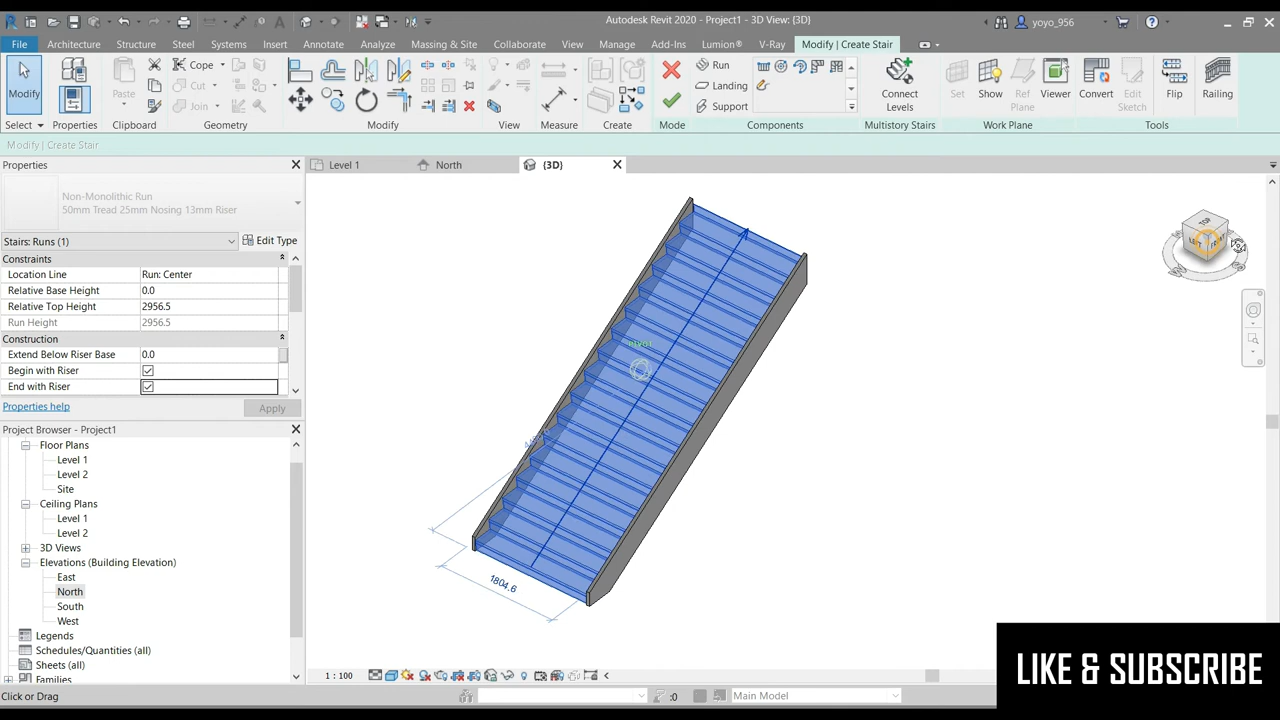 Autodesk Revit 2020 - Project1 - 3D View: {3D}
yoyo_956
File Architecture Structure Steel Systems Insert Annotate Analyze Massing & Site Collaborate View Manage Add-Ins Lumion® V-Ray Modify | Create Stair
Modify
Paste
Cope
Cut
Join
Run
Landing
Support
Connect Levels
Set
Show
Ref Plane
Viewer
Convert
Edit Sketch
Flip
Railing
Select Properties Clipboard Geometry Modify View Measure Create Mode Components Multistory Stairs Work Plane Tools
Modify | Create Stair
Properties
Level 1
North
{3D}
Non-Monolithic Run
50mm Tread 25mm Nosing 13mm Riser
Stairs: Runs (1)
Edit Type
Constraints
Location Line Run: Center
Relative Base Height 0.0
Relative Top Height 2956.5
Run Height 2956.5
Construction
Extend Below Riser Base 0.0
Begin with Riser
End with Riser
Properties help
Apply
Project Browser - Project1
Floor Plans
Level 1
Level 2
Site
Ceiling Plans
Level 1
Level 2
3D Views
Elevations (Building Elevation)
East
North
South
West
Legends
Schedules/Quantities (all)
Sheets (all)
Families
PIVOT
1804.6
TOP
LEFT
FRONT
1 : 100
Click or Drag
:0
Main Model
LIKE & SUBSCRIBE